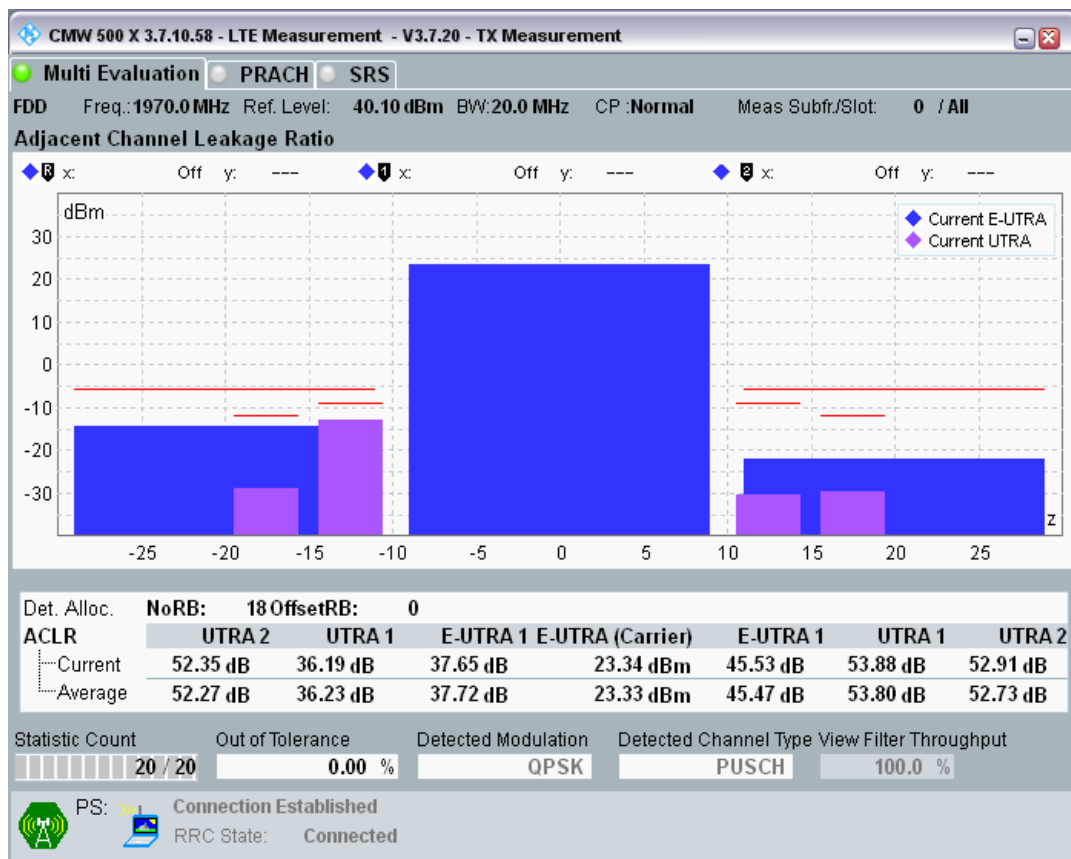 CMW 500 X 3.7.10.58 - LTE Measurement - V3.7.20 - TX Measurement
Multi Evaluation PRACH SRS
FDD Freq.:1970.0 MHz Ref. Level: 40.10 dBm BW:20.0 MHz CP :Normal Meas Subfr./Slot: 0 / All
Adjacent Channel Leakage Ratio
R x: Off y: --- 1 x: Off y: --- 2 x: Off y: ---
dBm
Current E-UTRA
Current UTRA
30
20
10
0
-10
-20
-30
z
-25 -20 -15 -10 -5 0 5 10 15 20 25
Det. Alloc. NoRB: 18 OffsetRB: 0
ACLR UTRA 2 UTRA 1 E-UTRA 1 E-UTRA (Carrier) E-UTRA 1 UTRA 1 UTRA 2
Current 52.35 dB 36.19 dB 37.65 dB 23.34 dBm 45.53 dB 53.88 dB 52.91 dB
Average 52.27 dB 36.23 dB 37.72 dB 23.33 dBm 45.47 dB 53.80 dB 52.73 dB
Statistic Count Out of Tolerance Detected Modulation Detected Channel Type View Filter Throughput
20 / 20 0.00 % QPSK PUSCH 100.0 %
PS: Connection Established
RRC State: Connected